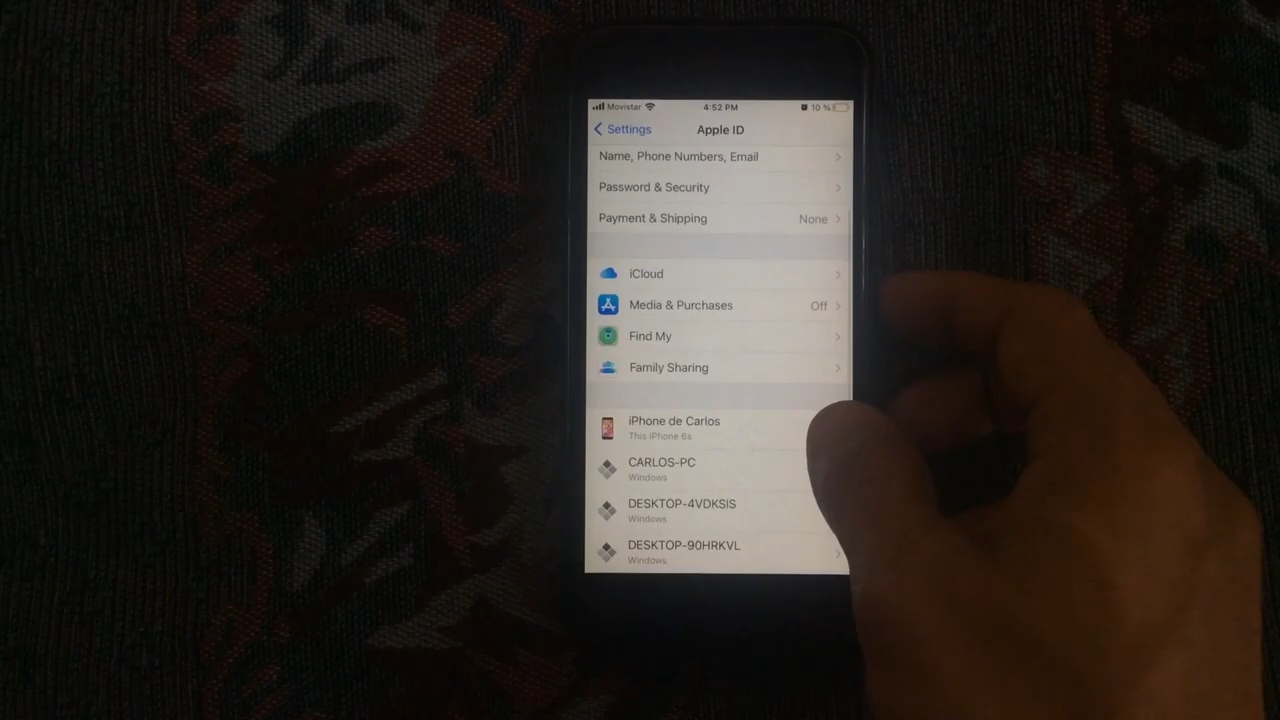 Movistar 4:52 PM 10 %
Settings Apple ID
Name, Phone Numbers, Email
Password & Security
Payment & Shipping None
iCloud
Media & Purchases Off
Find My
Family Sharing
iPhone de Carlos
This iPhone 6s
CARLOS-PC
Windows
DESKTOP-4VDKSIS
Windows
DESKTOP-90HRKVL
Windows